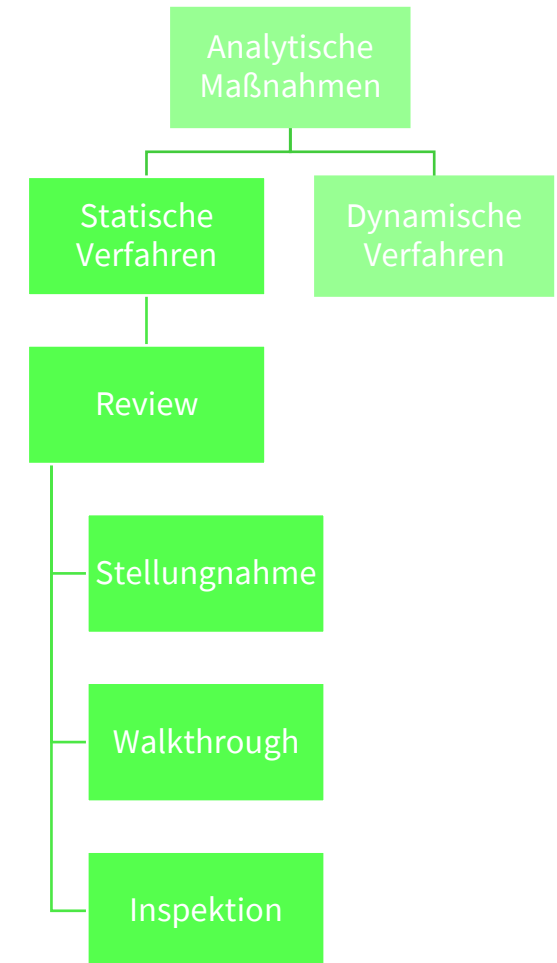 Analytische
Maßnahmen
Statische
Verfahren
Dynamische
Verfahren
Review
Stellungnahme
Walkthrough
Inspektion